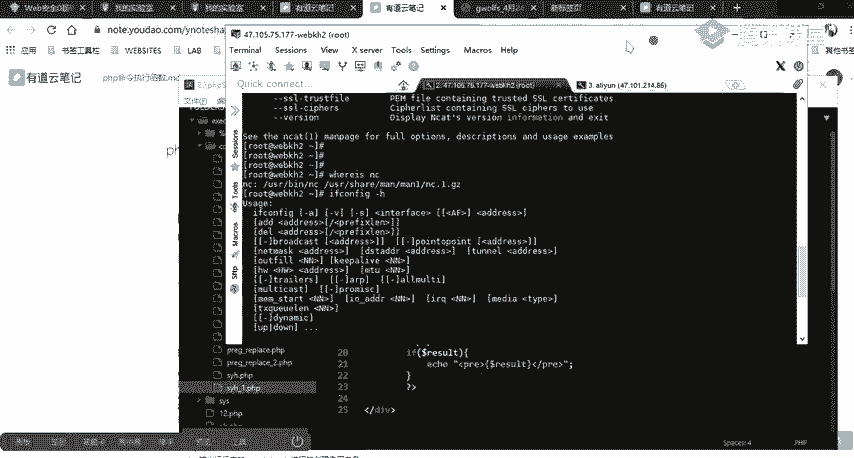 Web安全0基
我的实验室
我的实验室
有道云笔记
有道云笔记
gwolfs_4月2
新标签页
有道云笔记
note.youdao.com/ynoteshar
应用
书签工具栏
WEBSITES
LAB
书签
有道云笔记
php命令执行函数.md
47.105.75.177-webkh2 (root)
Terminal Sessions View X server Tools Settings Macros Help
Quick connect...
2. 47.105.75.177-webkh2 (root)
3. aliyun (47.101.214.85)
Sessions
Tools
Macros
Sftp
--ssl-trustfile PEM file containing trusted SSL certificates
--ssl-ciphers Cipherlist containing SSL ciphers to use
--version Display Ncat's version information and exit
See the ncat(1) manpage for full options, descriptions and usage examples
[root@webkh2 ~]#
[root@webkh2 ~]#
[root@webkh2 ~]#
[root@webkh2 ~]# whereis nc
nc: /usr/bin/nc /usr/share/man/man1/nc.1.gz
[root@webkh2 ~]# ifconfig -h
Usage:
ifconfig [-a] [-v] [-s] <interface> [[<AF>] <address>]
[add <address>[/<prefixlen>]]
[del <address>[/<prefixlen>]]
[[-]broadcast [<address>]] [[-]pointopoint [<address>]]
[netmask <address>] [dstaddr <address>] [tunnel <address>]
[outfill <NN>] [keepalive <NN>]
[hw <HW> <address>] [mtu <NN>]
[[-]trailers] [[-]arp] [[-]allmulti]
[multicast] [[-]promisc]
[mem_start <NN>] [io_addr <NN>] [irq <NN>] [media <type>]
[txqueuelen <NN>]
[[-]dynamic]
[up|down] ...
preg_replace.php
preg_replace_2.php
syh.php
syh_1.php
sys
12.php
20 if($result){
21 echo "<pre>{$result}</pre>";
22 }
23 ?>
24
25 </div>
Spaces: 4
PHP